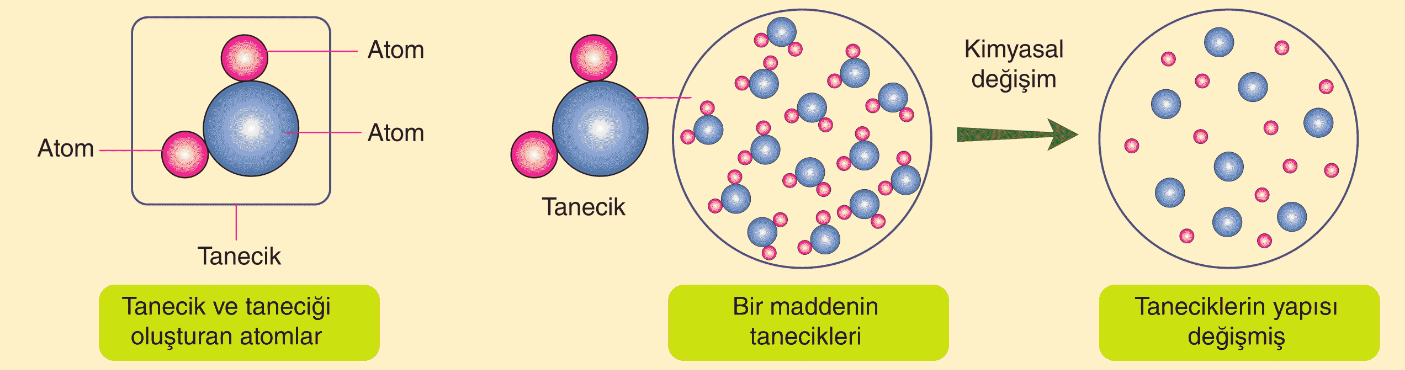 Atom
Atom
Atom
Tanecik
Tanecik ve taneciği
oluşturan atomlar
Tanecik
Bir maddenin
tanecikleri
Kimyasal
değişim
Taneciklerin yapısı
değişmiş